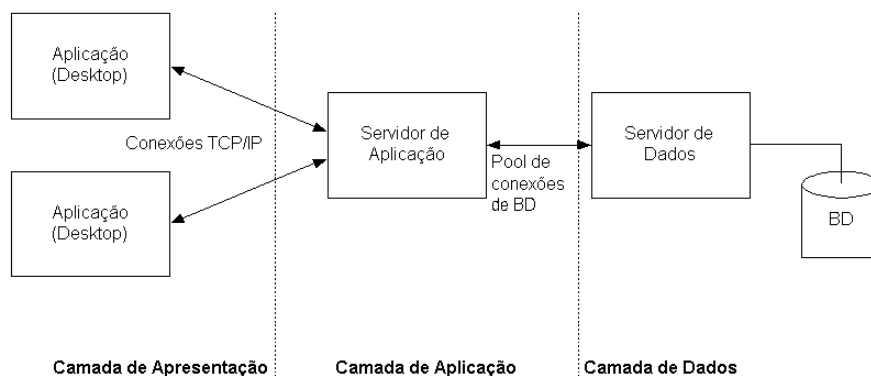 Aplicação
(Desktop)
Conexões TCP/IP
Aplicação
(Desktop)
Servidor de
Aplicação
Pool de
conexões
de BD
Servidor de
Dados
BD
Camada de Apresentação
Camada de Aplicação
Camada de Dados